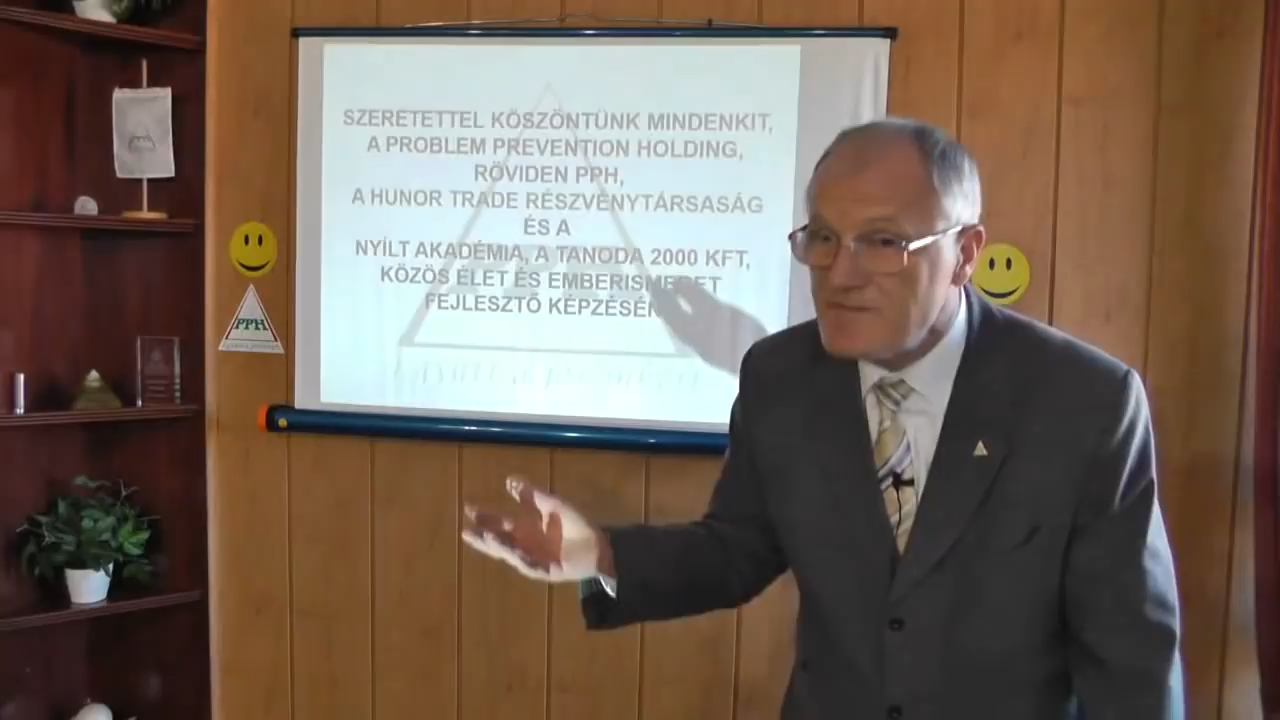 SZERETETTEL KÖSZÖNTÜNK MINDENKIT,
A PROBLEM PREVENTION HOLDING,
RÖVIDEN PPH,
A HUNOR TRADE RÉSZVÉNYTÁRSASÁG
ÉS A
NYÍLT AKADÉMIA, A TANODA 2000 KFT,
KÖZÖS ÉLET ÉS EMBERISMERET
FEJLESZTŐ KÉPZÉSÉN
PPH